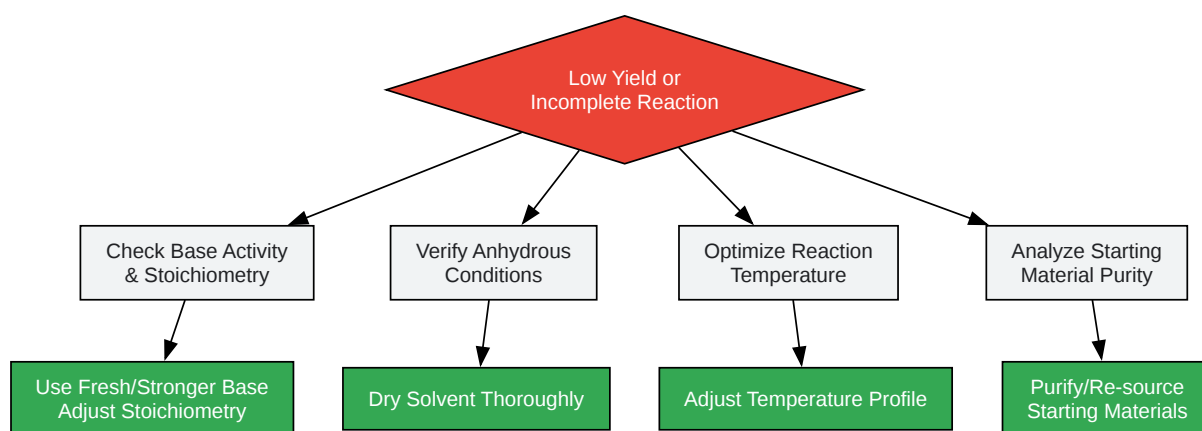 Low Yield or
Incomplete Reaction
Check Base Activity
& Stoichiometry
Verify Anhydrous
Conditions
Optimize Reaction
Temperature
Analyze Starting
Material Purity
Use Fresh/Stronger Base
Adjust Stoichiometry
Dry Solvent Thoroughly
Adjust Temperature Profile
Purify/Re-source
Starting Materials